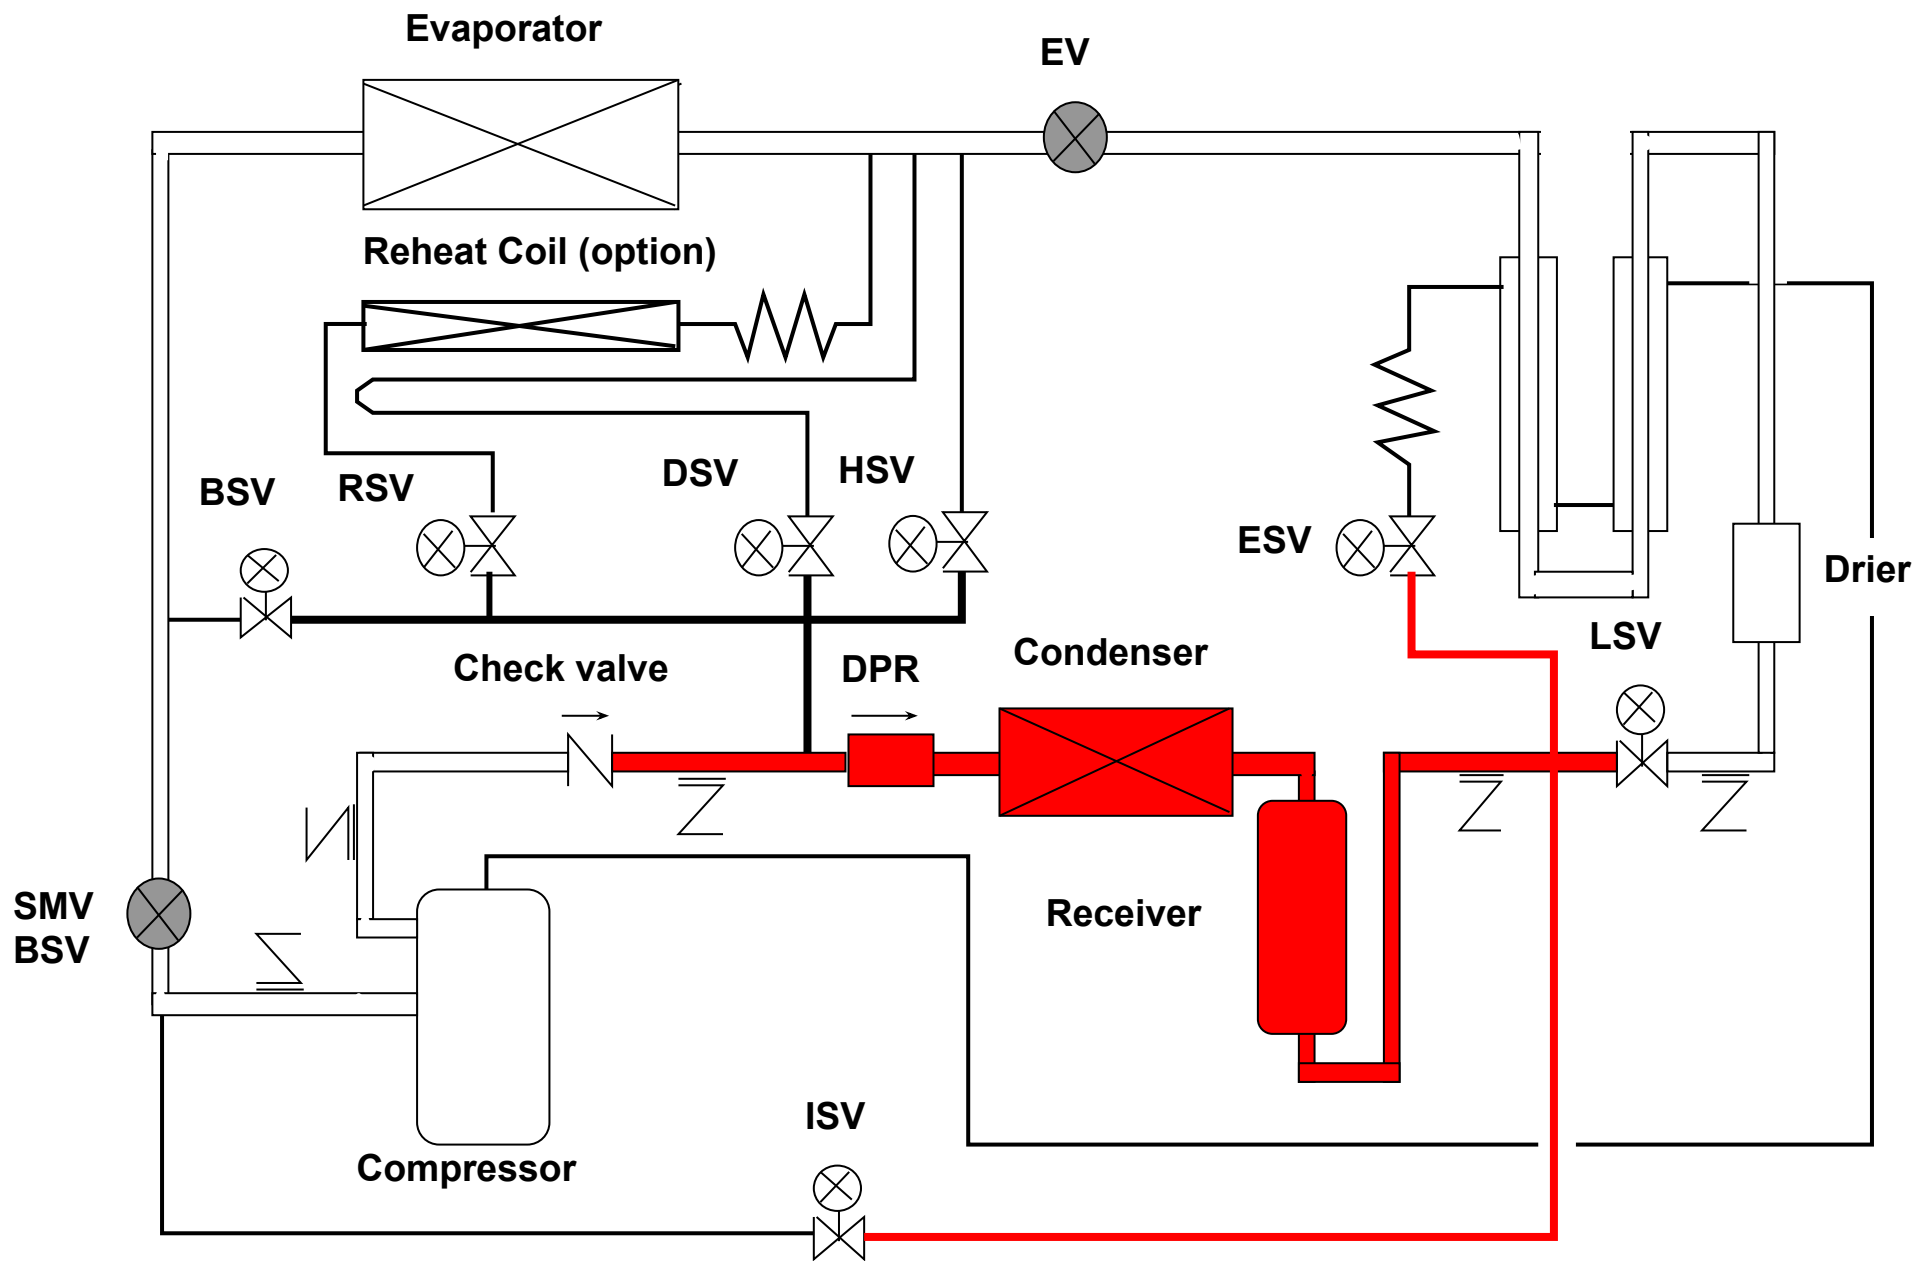 Evaporator
EV
Reheat Coil (option)
BSV
RSV
DSV
HSV
ESV
Drier
LSV
Check valve
DPR
Condenser
SMV
BSV
Receiver
ISV
Compressor